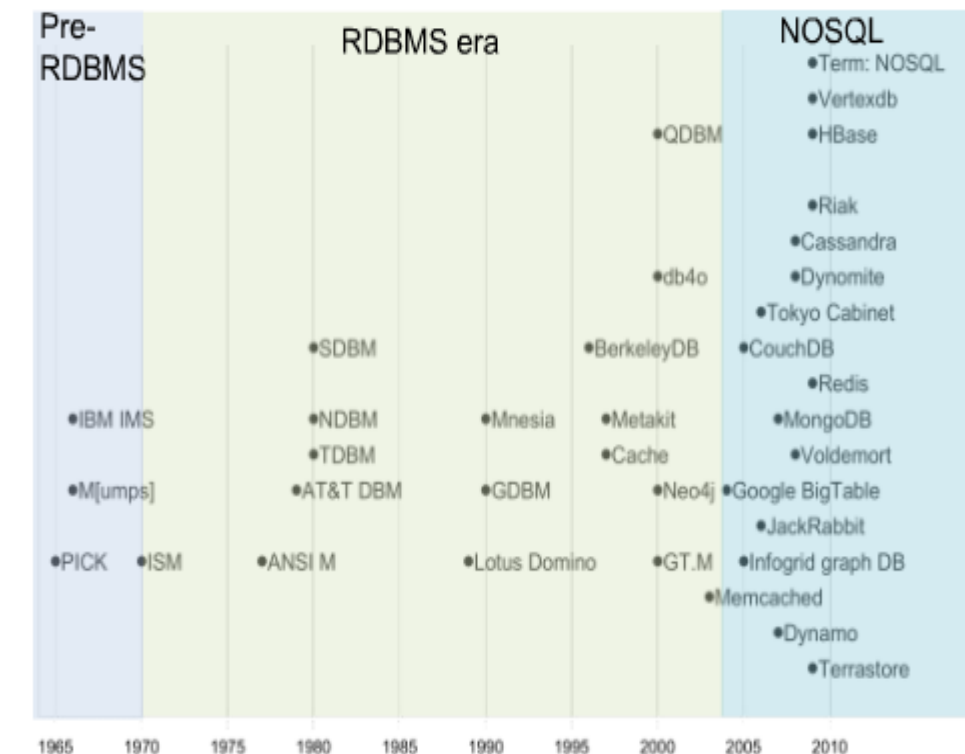 Pre-
RDBMS
RDBMS era
NOSQL
Term: NOSQL
Vertexdb
QDBM
HBase
Riak
Cassandra
db4o
Dynomite
Tokyo Cabinet
SDBM
BerkeleyDB
CouchDB
Redis
IBM IMS
NDBM
Mnesia
Metakit
MongoDB
TDBM
Cache
Voldemort
M[umps]
AT&T DBM
GDBM
Neo4j
Google BigTable
JackRabbit
PICK
ISM
ANSI M
Lotus Domino
GT.M
Infogrid graph DB
Memcached
Dynamo
Terrastore
1965 1970 1975 1980 1985 1990 1995 2000 2005 2010